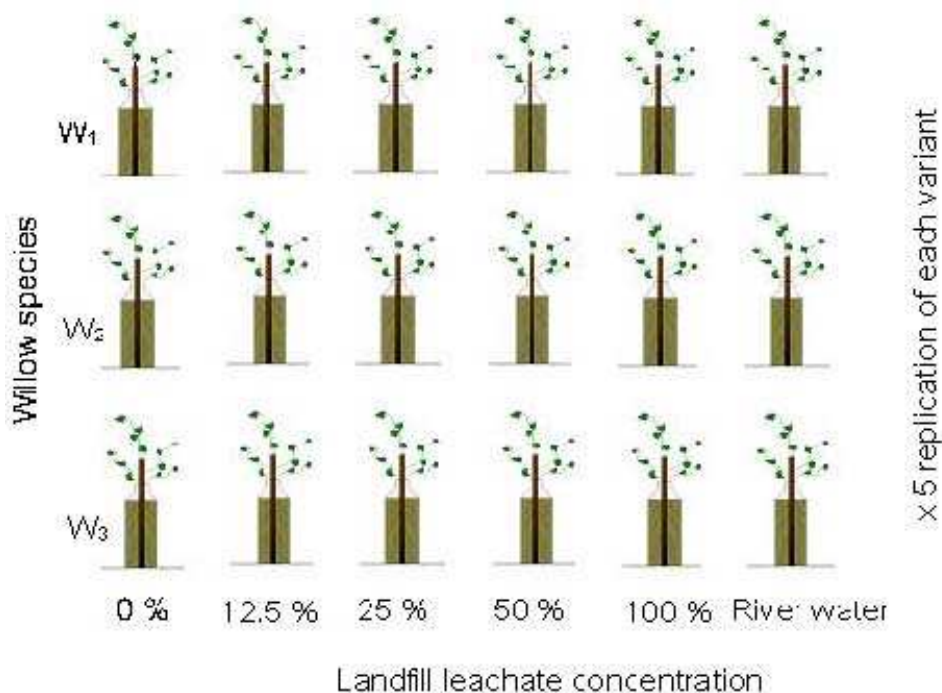 W₁
Willow species
W₂
W₃
x 5 replication of each variant
0 % 12.5 % 25 % 50 % 100 % River water
Landfill leachate concentration